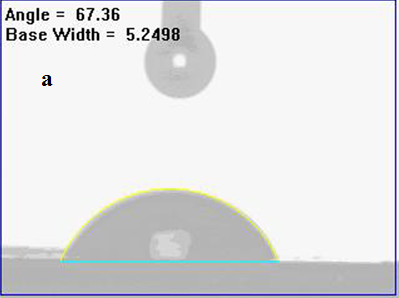 Angle = 67.36
Base Width = 5.2498
a